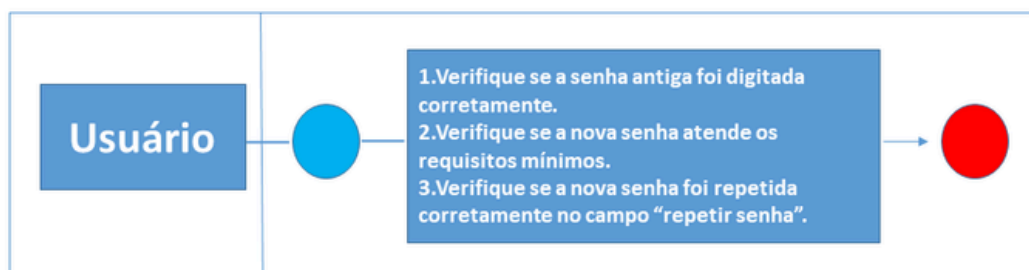 Usuário
1.Verifique se a senha antiga foi digitada
corretamente.
2.Verifique se a nova senha atende os
requisitos mínimos.
3.Verifique se a nova senha foi repetida
corretamente no campo “repetir senha”.